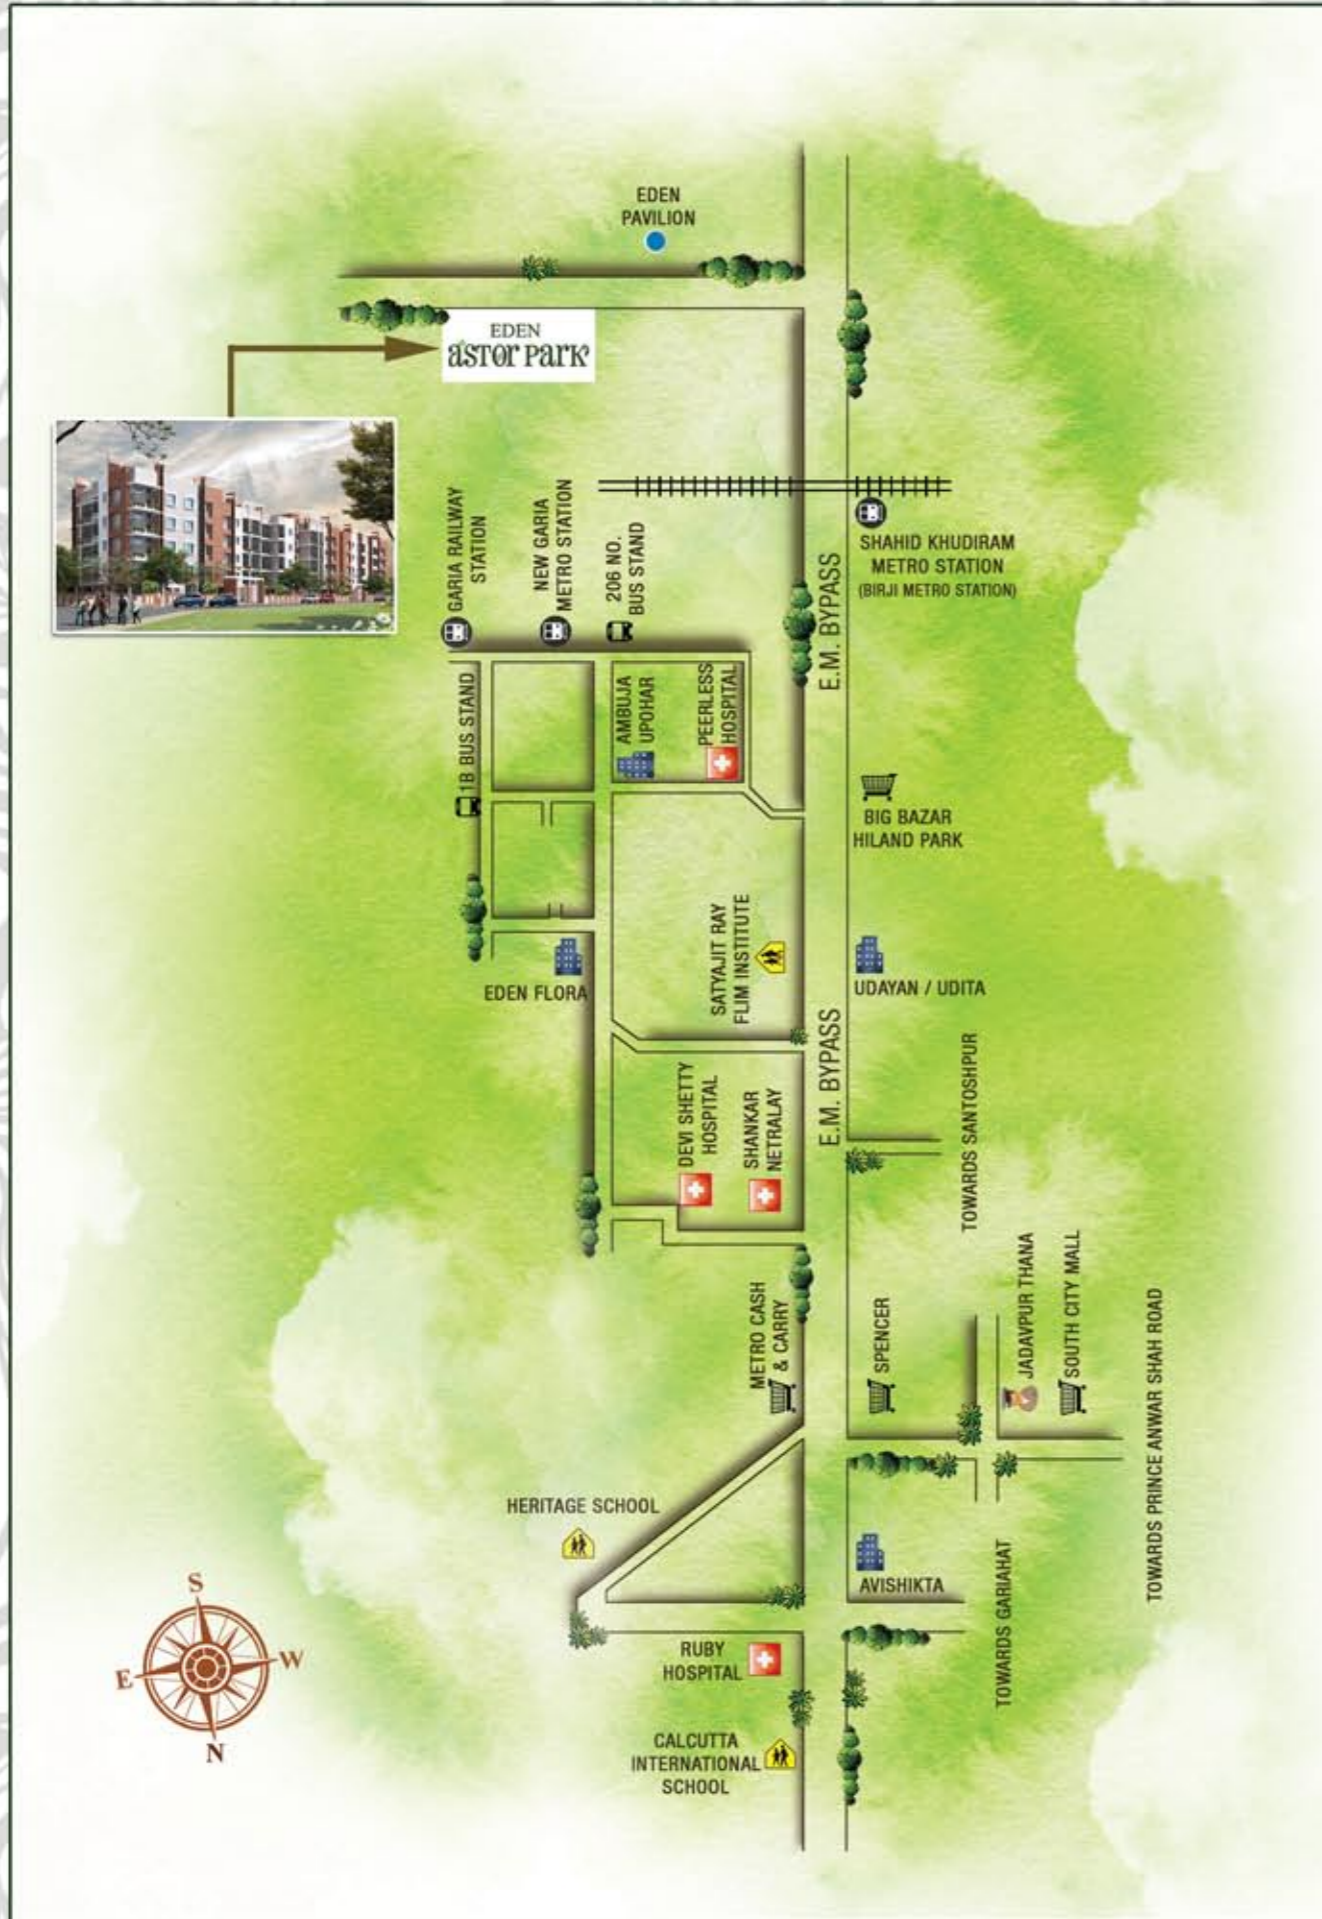 EDEN
PAVILION
EDEN
astor park
GARIA RAILWAY
STATION
NEW GARIA
METRO STATION
206 NO.
BUS STAND
SHAHID KHUDIRAM
METRO STATION
(BIRJI METRO STATION)
E.M. BYPASS
1B BUS STAND
AMBUJA
UPOHAR
PEERLESS
HOSPITAL
BIG BAZAR
HILAND PARK
SATYAJIT RAY
FLIM INSTITUTE
EDEN FLORA
UDAYAN / UDITA
E.M. BYPASS
DEVI SHETTY
HOSPITAL
SHANKAR
NETRALAY
TOWARDS SANTOSHPUR
METRO CASH
& CARRY
SPENCER
JADAVPUR THANA
SOUTH CITY MALL
TOWARDS PRINCE ANWAR SHAH ROAD
HERITAGE SCHOOL
AVISHIKTA
TOWARDS GARIAHAT
RUBY
HOSPITAL
CALCUTTA
INTERNATIONAL
SCHOOL
S
E
W
N